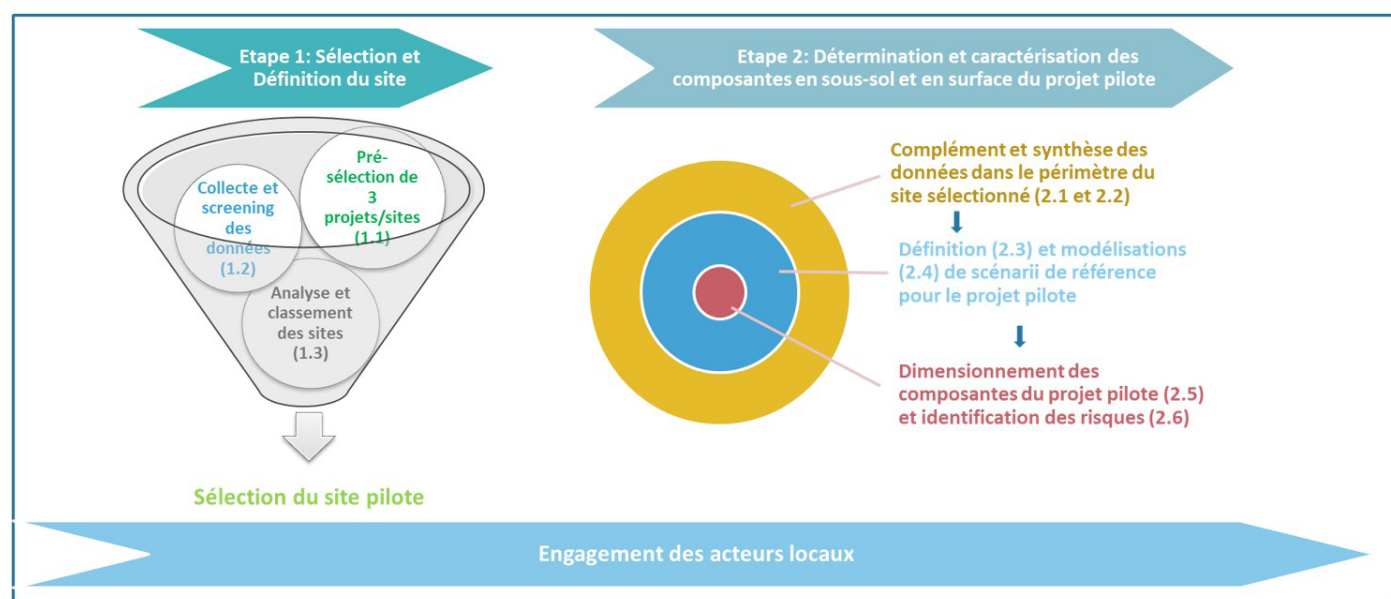 Etape 1: Sélection et
Définition du site
Etape 2: Détermination et caractérisation des
composantes en sous-sol et en surface du projet pilote
Pré-
sélection de
3
projets/sites
(1.1)
Collecte et
screening
des
données
(1.2)
Analyse et
classement
des sites
(1.3)
Sélection du site pilote
Complément et synthèse des
données dans le périmètre du
site sélectionné (2.1 et 2.2)
Définition (2.3) et modélisations
(2.4) de scénarii de référence
pour le projet pilote
Dimensionnement des
composantes du projet pilote (2.5)
et identification des risques (2.6)
Engagement des acteurs locaux